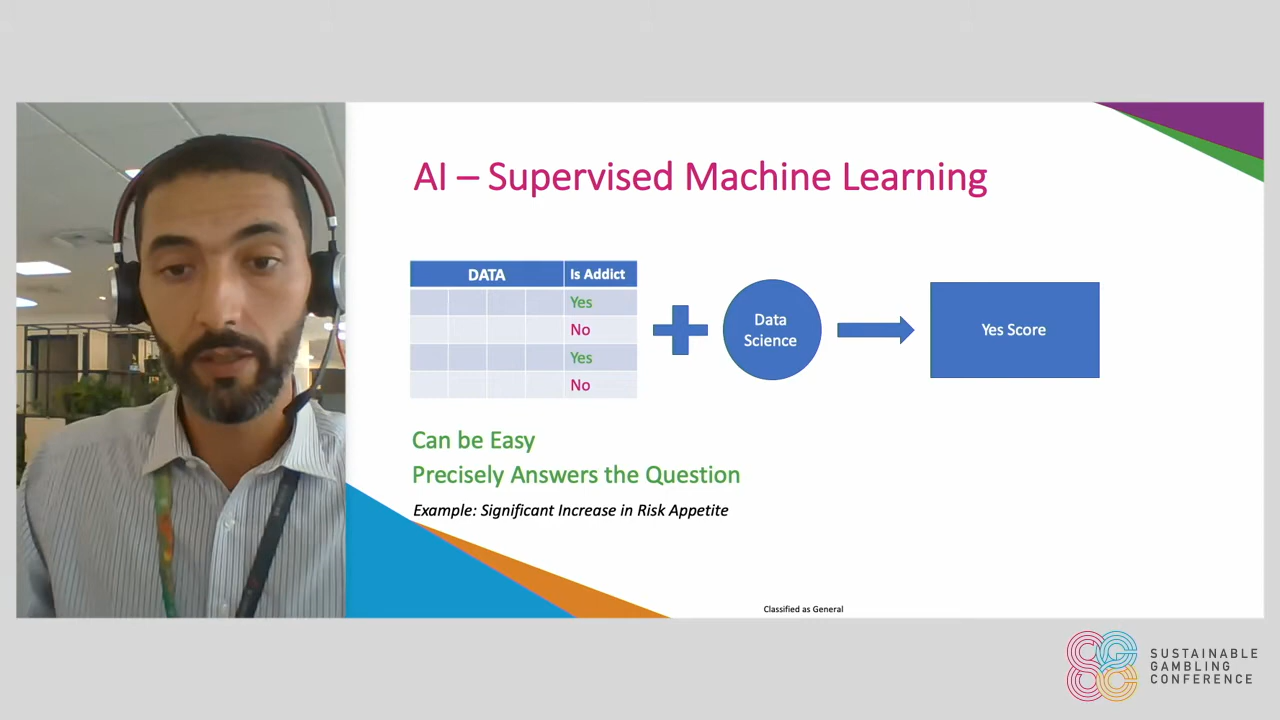 AI – Supervised Machine Learning
DATA
Is Addict
Yes
No
Yes
No
Data
Science
Yes Score
Can be Easy
Precisely Answers the Question
Example: Significant Increase in Risk Appetite
Classified as General
SUSTAINABLE
GAMBLING
CONFERENCE